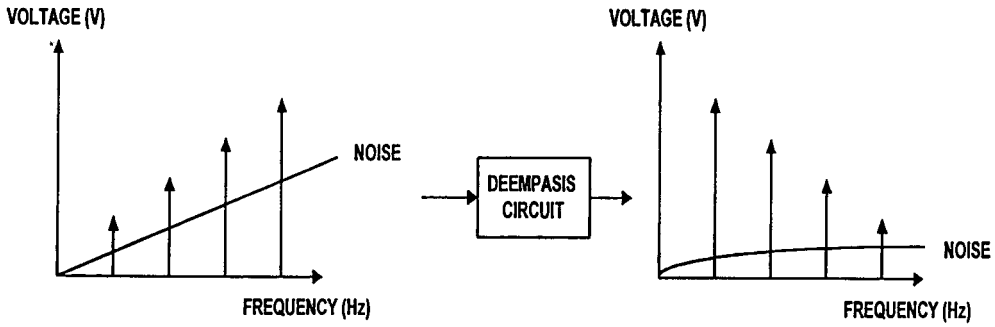 VOLTAGE (V)
NOISE
FREQUENCY (Hz)
DEEMPASIS
CIRCUIT
VOLTAGE (V)
NOISE
FREQUENCY (Hz)